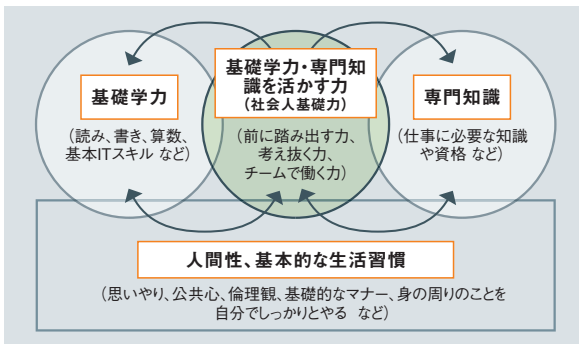 基礎学力
(読み、書き、算数、
基本ITスキル など)
基礎学力・専門知
識を活かす力
(社会人基礎力)
(前に踏み出す力、
考え抜く力、
チームで働く力)
専門知識
(仕事に必要な知識
や資格 など)
人間性、基本的な生活習慣
(思いやり、公共心、倫理観、基礎的なマナー、身の周りのことを
自分でしっかりとやる など)